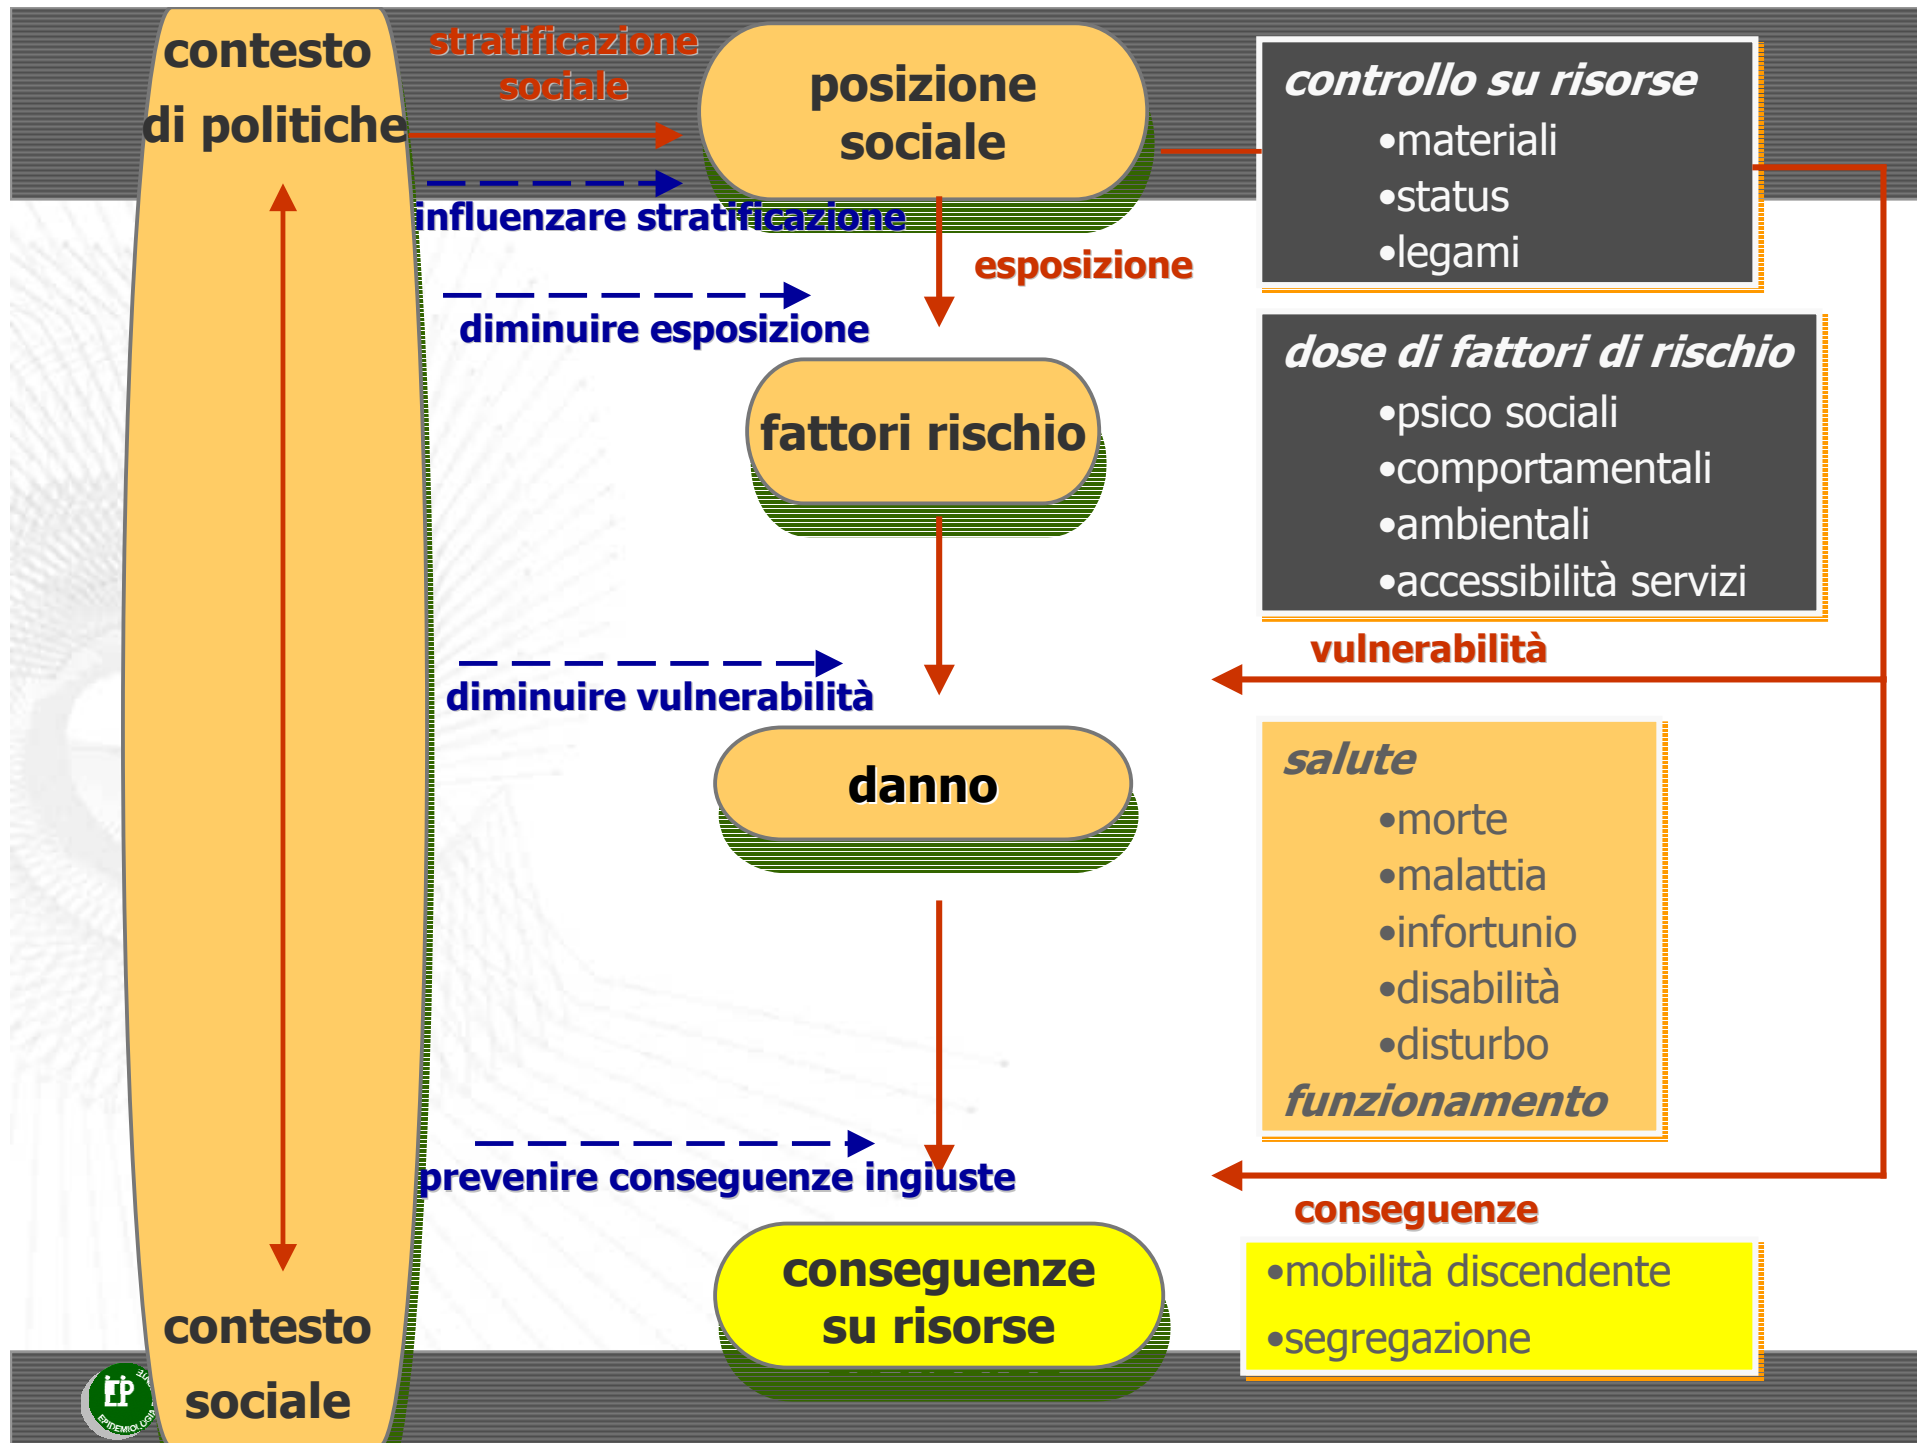 contesto
di politiche
stratificazione
sociale
posizione
sociale
influenzare stratificazione
esposizione
diminuire esposizione
fattori rischio
diminuire vulnerabilità
danno
prevenire conseguenze ingiuste
conseguenze
su risorse
contesto
sociale
controllo su risorse
•materiali
•status
•legami
dose di fattori di rischio
•psico sociali
•comportamentali
•ambientali
•accessibilità servizi
vulnerabilità
salute
•morte
•malattia
•infortunio
•disabilità
•disturbo
funzionamento
conseguenze
•mobilità discendente
•segregazione
EPIDEMIOLOGIA